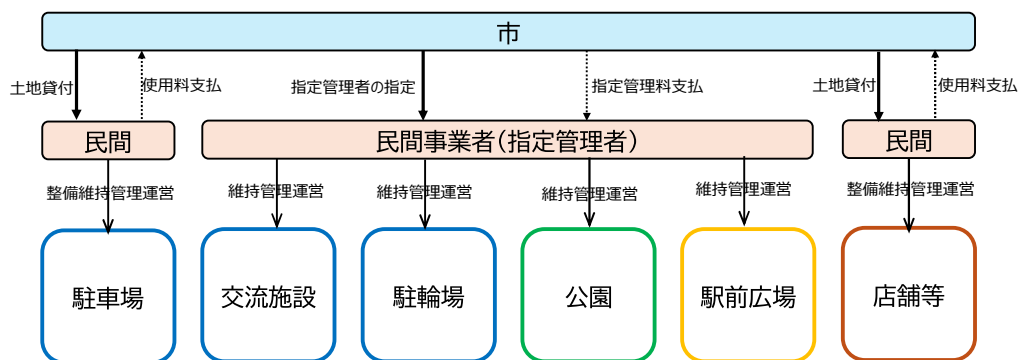 市
土地貸付
使用料支払
指定管理者の指定
指定管理料支払
土地貸付
使用料支払
民間
民間事業者（指定管理者）
民間
整備維持管理運営
維持管理運営
維持管理運営
維持管理運営
維持管理運営
整備維持管理運営
駐車場
交流施設
駐輪場
公園
駅前広場
店舗等